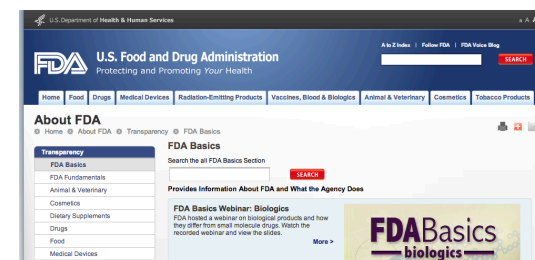 U.S. Department of Health & Human Services
a A A
A to Z Index | Follow FDA | FDA Voice Blog
FDA U.S. Food and Drug Administration
Protecting and Promoting Your Health
SEARCH
Home Food Drugs Medical Devices Radiation-Emitting Products Vaccines, Blood & Biologics Animal & Veterinary Cosmetics Tobacco Products
About FDA
Home About FDA Transparency FDA Basics
Transparency
FDA Basics
FDA Fundamentals
Animal & Veterinary
Cosmetics
Dietary Supplements
Drugs
Food
Medical Devices
FDA Basics
Search the all FDA Basics Section
SEARCH
Provides Information About FDA and What the Agency Does
FDA Basics Webinar: Biologics
FDA hosted a webinar on biological products and how
they differ from small molecule drugs. Watch the
recorded webinar and view the slides.
More >
FDABasics
biologics